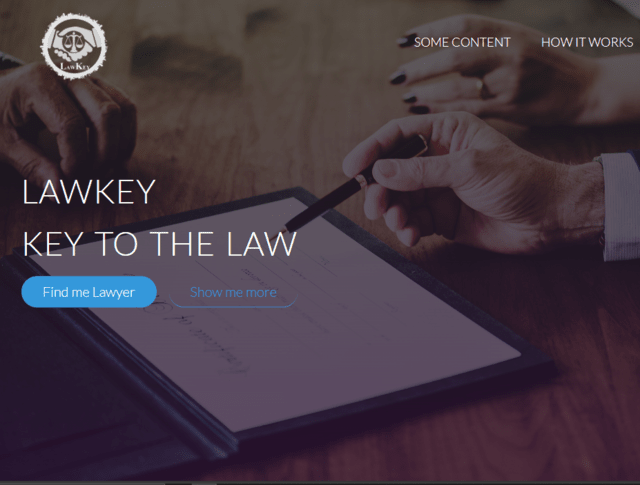 LAWKEY
SOME CONTENT
HOW IT WORKS
LAWKEY
KEY TO THE LAW
Find me Lawyer
Show me more